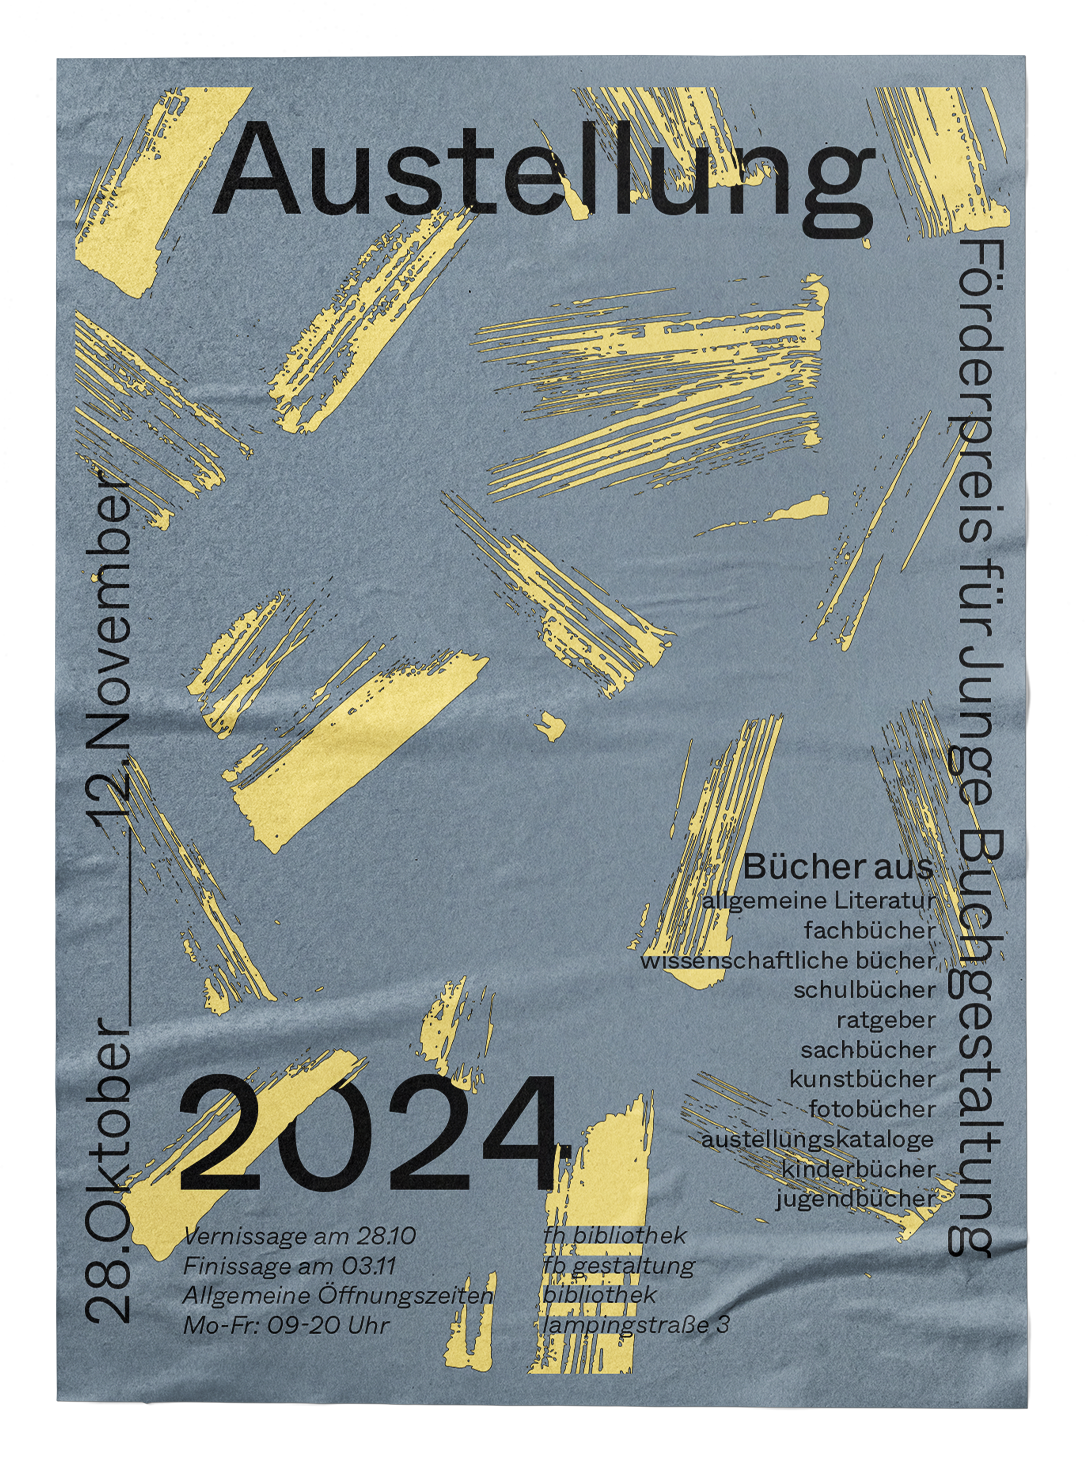 Austellung
Förderpreis für Junge Buchgestaltung
28.Oktober____12.November
Bücher aus
allgemeine Literatur
fachbücher
wissenschaftliche bücher
schulbücher
ratgeber
sachbücher
kunstbücher
fotobücher
austellungskataloge
kinderbücher
jugendbücher
2024
Vernissage am 28.10
Finissage am 03.11
Allgemeine Öffnungszeiten
Mo-Fr: 09-20 Uhr
fh bibliothek
fb gestaltung
bibliothek
lampingstraße 3